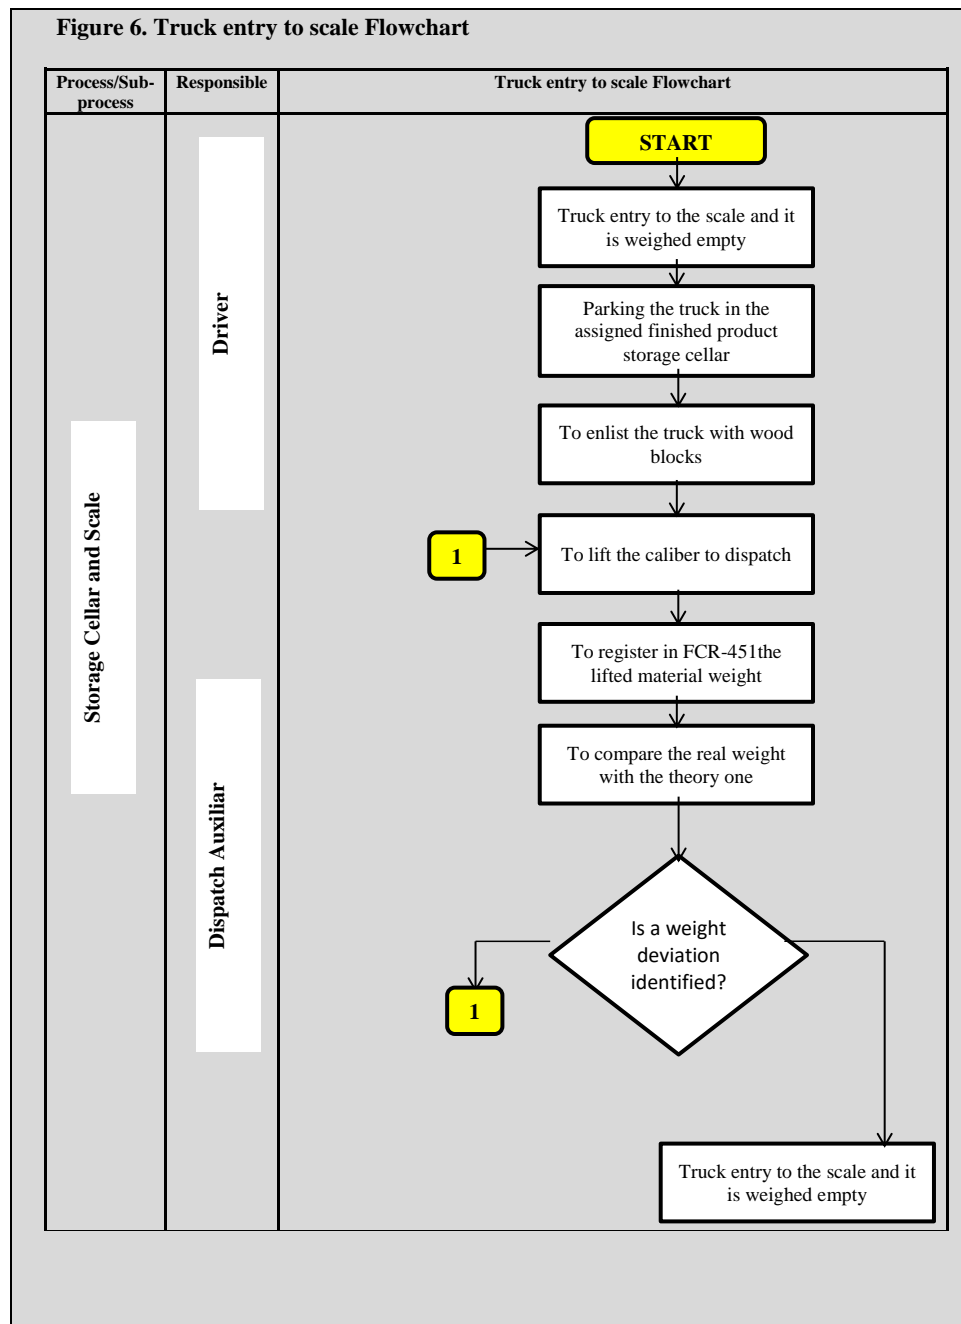 Figure 6. Truck entry to scale Flowchart
Process/Sub-
process
Responsible
Truck entry to scale Flowchart
START
Truck entry to the scale and it
is weighed empty
Driver
Parking the truck in the
assigned finished product
storage cellar
To enlist the truck with wood
blocks
Storage Cellar and Scale
1
To lift the caliber to dispatch
To register in FCR-451the
lifted material weight
Dispatch Auxiliar
To compare the real weight
with the theory one
Is a weight
deviation
identified?
1
Truck entry to the scale and it
is weighed empty